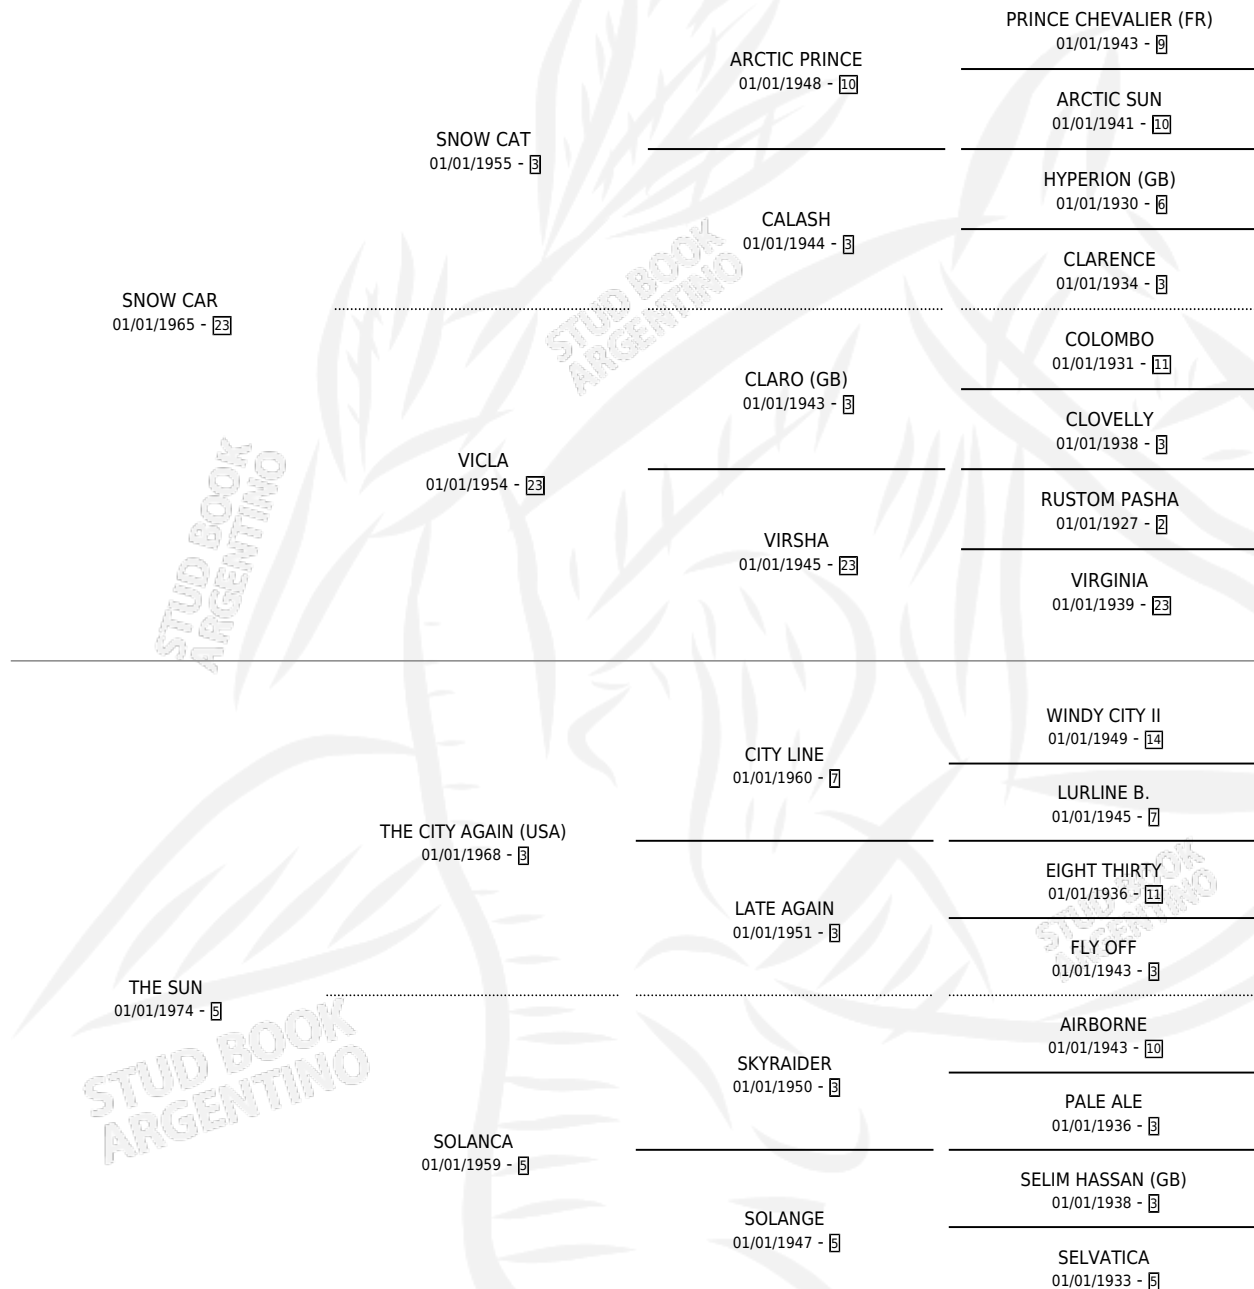 PRINCE CHEVALIER (FR)
01/01/1943 - 9
ARCTIC PRINCE
01/01/1948 - 10
ARCTIC SUN
01/01/1941 - 10
SNOW CAT
01/01/1955 - 3
HYPERION (GB)
01/01/1930 - 6
CALASH
01/01/1944 - 3
CLARENCE
01/01/1934 - 3
SNOW CAR
01/01/1965 - 23
COLOMBO
01/01/1931 - 11
CLARO (GB)
01/01/1943 - 3
CLOVELLY
01/01/1938 - 3
VICLA
01/01/1954 - 23
RUSTOM PASHA
01/01/1927 - 2
VIRSHA
01/01/1945 - 23
VIRGINIA
01/01/1939 - 23
WINDY CITY II
01/01/1949 - 14
CITY LINE
01/01/1960 - 7
LURLINE B.
01/01/1945 - 7
THE CITY AGAIN (USA)
01/01/1968 - 3
EIGHT THIRTY
01/01/1936 - 11
LATE AGAIN
01/01/1951 - 3
FLY OFF
01/01/1943 - 3
THE SUN
01/01/1974 - 5
AIRBORNE
01/01/1943 - 10
SKYRAIDER
01/01/1950 - 3
PALE ALE
01/01/1936 - 3
SOLANCA
01/01/1959 - 5
SELIM HASSAN (GB)
01/01/1938 - 3
SOLANGE
01/01/1947 - 5
SELVATICA
01/01/1933 - 5
STUD BOOK
ARGENTINO
STUD BOOK
ARGENTINO
STUD BOOK
ARGENTINO
STUD BOOK
ARGENTINO